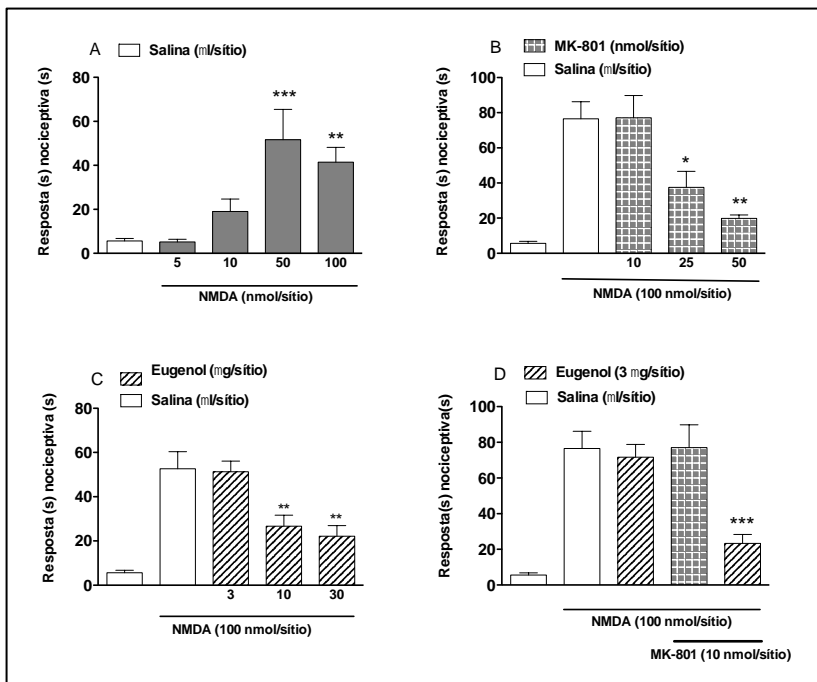 A
Salina (ml/sítio)
Resposta (s) nociceptiva (s)
80
60
40
20
0
***
**
5 10 50 100
NMDA (nmol/sítio)
B
MK-801 (nmol/sítio)
Salina (ml/sítio)
Resposta (s) nociceptiva (s)
100
80
60
40
20
0
*
**
10 25 50
NMDA (100 nmol/sítio)
C
Eugenol (mg/sítio)
Salina (ml/sítio)
Resposta (s) nociceptiva (s)
80
60
40
20
0
**
**
3 10 30
NMDA (100 nmol/sítio)
D
Eugenol (3 mg/sítio)
Salina (ml/sítio)
Resposta(s) nociceptiva(s)
100
80
60
40
20
0
***
NMDA (100 nmol/sítio)
MK-801 (10 nmol/sítio)